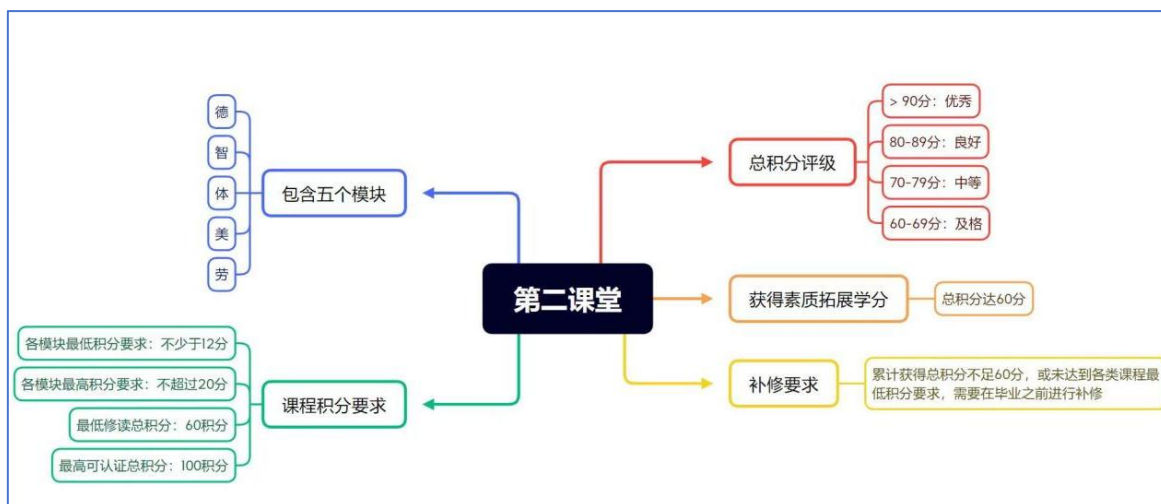 第二课堂
包含五个模块
德
智
体
美
劳
课程积分要求
各模块最低积分要求：不少于12分
各模块最高积分要求：不超过20分
最低修读总积分：60积分
最高可认证总积分：100积分
总积分评级
> 90分：优秀
80-89分：良好
70-79分：中等
60-69分：及格
获得素质拓展学分
总积分达60分
补修要求
累计获得总积分不足60分，或未达到各类课程最
低积分要求，需要在毕业之前进行补修